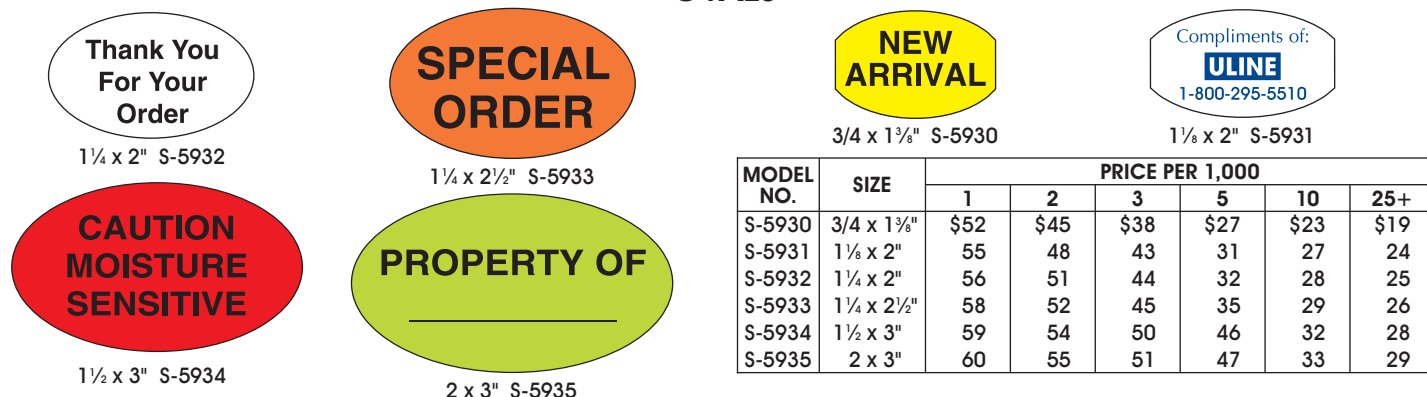 Thank You
For Your
Order
1¼ x 2" S-5932
SPECIAL
ORDER
1¼ x 2½" S-5933
CAUTION
MOISTURE
SENSITIVE
1½ x 3" S-5934
PROPERTY OF
2 x 3" S-5935
NEW
ARRIVAL
3/4 x 1⅜" S-5930
Compliments of:
ULINE
1-800-295-5510
1⅛ x 2" S-5931
MODEL NO. SIZE PRICE PER 1,000
1 2 3 5 10 25+
S-5930 3/4 x 1⅜" $52 $45 $38 $27 $23 $19
S-5931 1⅛ x 2" 55 48 43 31 27 24
S-5932 1¼ x 2" 56 51 44 32 28 25
S-5933 1¼ x 2½" 58 52 45 35 29 26
S-5934 1½ x 3" 59 54 50 46 32 28
S-5935 2 x 3" 60 55 51 47 33 29